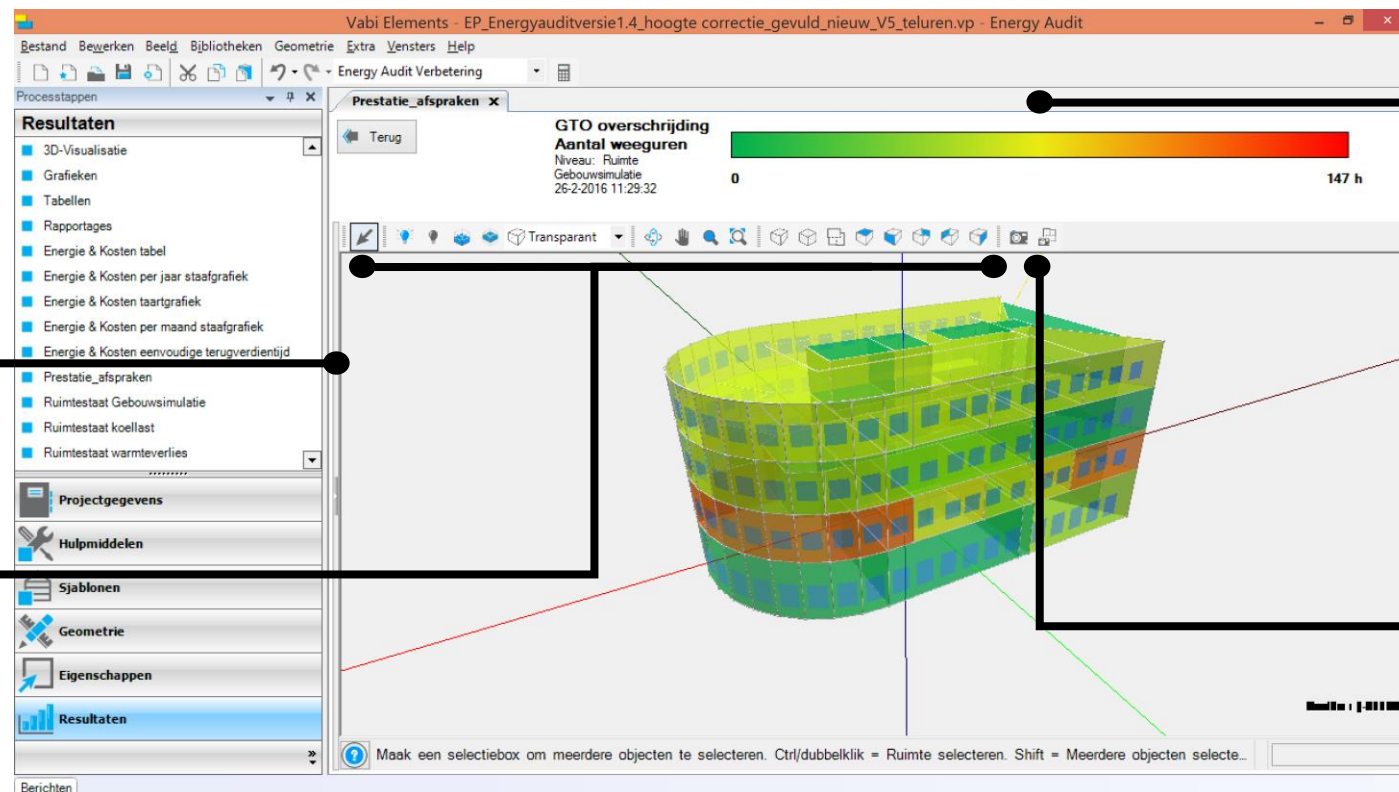 Vabi Elements - EP_Energyauditversie1.4_hoogte correctie_gevuld_nieuw_V5_teluren.vp - Energy Audit
Bestand Bewerken Beeld Bibliotheken Geometrie Extra Vensters Help
Energy Audit Verbetering
Processtappen
Resultaten
3D-Visualisatie
Grafieken
Tabellen
Rapportages
Energie & Kosten tabel
Energie & Kosten per jaar staafgrafiek
Energie & Kosten taartgrafiek
Energie & Kosten per maand staafgrafiek
Energie & Kosten eenvoudige terugverdientijd
Prestatie_afspraken
Ruimtestaat Gebouwsimulatie
Ruimtestaat koellast
Ruimtestaat warmteverlies
Projectgegevens
Hulpmiddelen
Sjablonen
Geometrie
Eigenschappen
Resultaten
Prestatie_afspraken
Terug
GTO overschrijding
Aantal weeguren
Niveau: Ruimte
Gebouwsimulatie
26-2-2016 11:29:32
0 147 h
Transparant
Maak een selectiebox om meerdere objecten te selecteren. Ctrl/dubbelklik = Ruimte selecteren. Shift = Meerdere objecten selecte...
Berichten